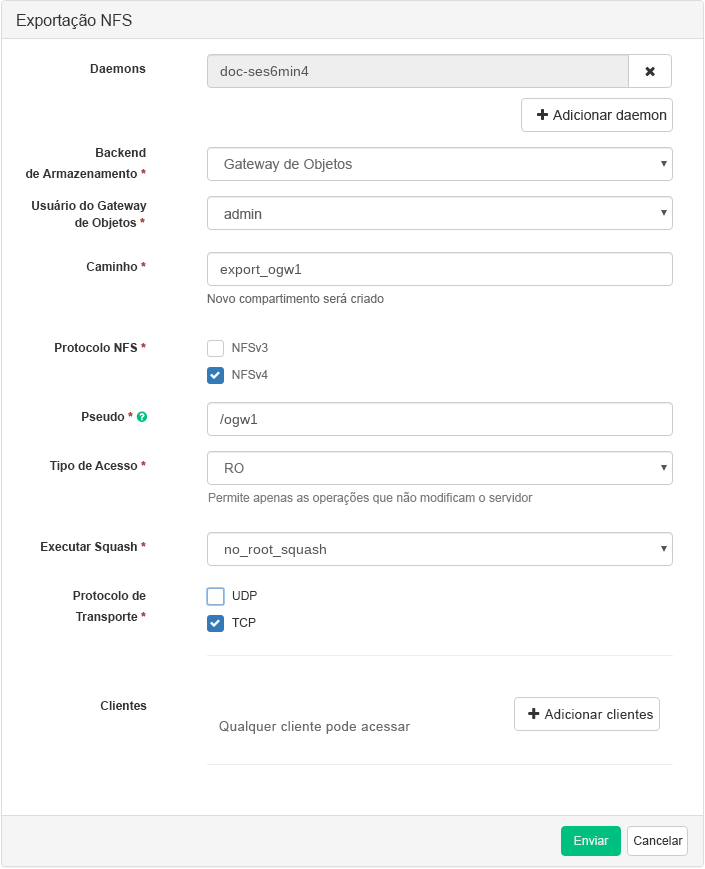 Exportação NFS
Daemons
doc-ses6min4
Adicionar daemon
Backend
de Armazenamento *
Gateway de Objetos
Usuário do Gateway
de Objetos *
admin
Caminho *
export_ogw1
Novo compartimento será criado
Protocolo NFS *
NFSv3
NFSv4
Pseudo *
/ogw1
Tipo de Acesso *
RO
Permite apenas as operações que não modificam o servidor
Executar Squash *
no_root_squash
Protocolo de
Transporte *
UDP
TCP
Clientes
Qualquer cliente pode acessar
Adicionar clientes
Enviar
Cancelar